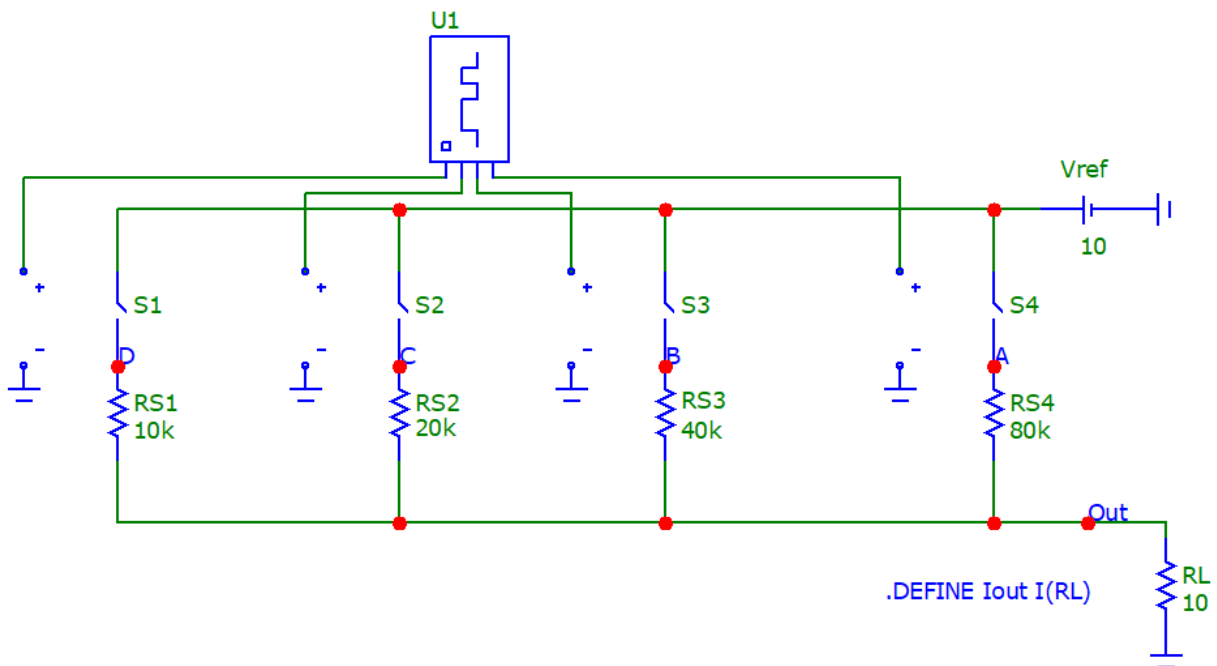 U1
Vref
10
+
+
+
+
S1
S2
S3
S4
-
-
-
-
D
C
B
A
RS1
10k
RS2
20k
RS3
40k
RS4
80k
Out
.DEFINE Iout I(RL)
RL
10